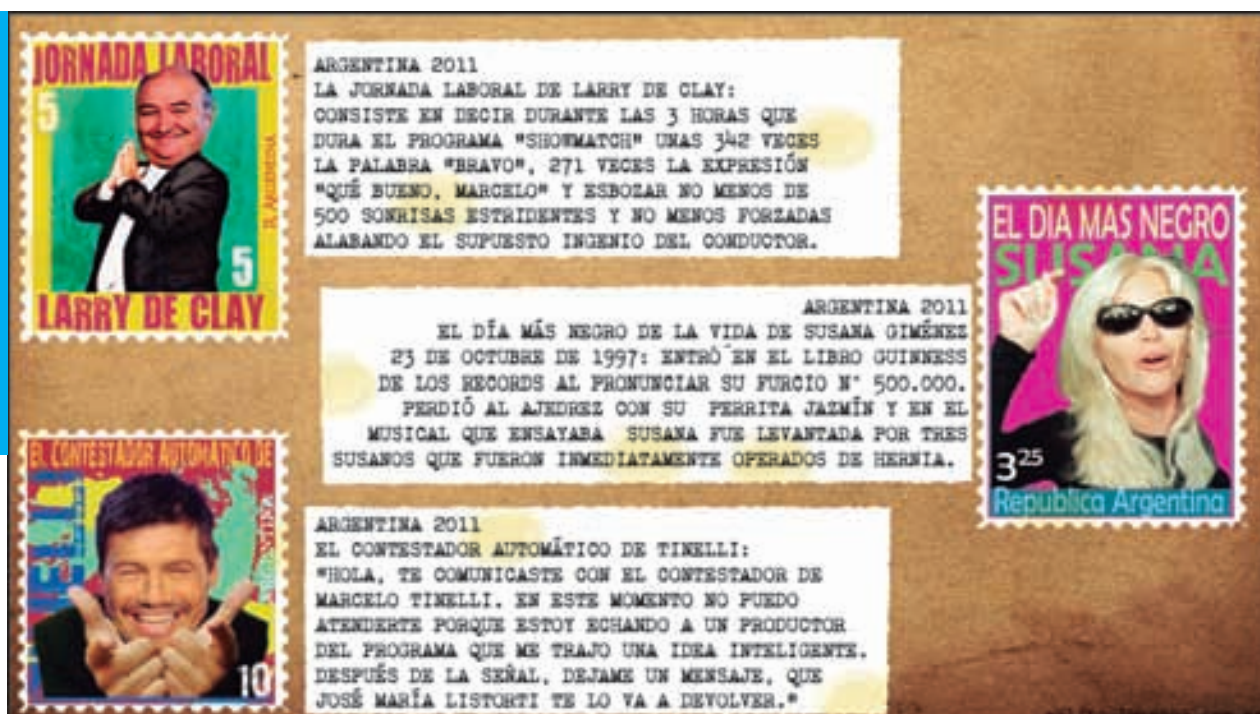 JORNADA LABORAL
5
5
LARRY DE CLAY
ARGENTINA 2011
LA JORNADA LABORAL DE LARRY DE CLAY:
CONSISTE EN DECIR DURANTE LAS 3 HORAS QUE
DURA EL PROGRAMA "SHOWMATCH" UNAS 342 VECES
LA PALABRA "BRAVO", 271 VECES LA EXPRESIÓN
"QUÉ BUENO, MARCELO" Y ESBOZAR NO MENOS DE
500 SONRISAS ESTRIDENTES Y NO MENOS FORZADAS
ALABANDO EL SUPUESTO INGENIO DEL CONDUCTOR.
EL DIA MAS NEGRO
SUSANA
3 25
Republica Argentina
ARGENTINA 2011
EL DÍA MÁS NEGRO DE LA VIDA DE SUSANA GIMÉNEZ
23 DE OCTUBRE DE 1997: ENTRÓ EN EL LIBRO GUINNESS
DE LOS RECORDS AL PRONUNCIAR SU FURCIO N° 500.000.
PERDIÓ AL AJEDREZ CON SU PERRITA JAZMÍN Y EN EL
MUSICAL QUE ENSAYABA SUSANA FUE LEVANTADA POR TRES
SUSANOS QUE FUERON INMEDIATAMENTE OPERADOS DE HERNIA.
EL CONTESTADOR AUTOMATICO DE
10
ARGENTINA 2011
EL CONTESTADOR AUTOMÁTICO DE TINELLI:
"HOLA, TE COMUNICASTE CON EL CONTESTADOR DE
MARCELO TINELLI. EN ESTE MOMENTO NO PUEDO
ATENDERTE PORQUE ESTOY ECHANDO A UN PRODUCTOR
DEL PROGRAMA QUE ME TRAJO UNA IDEA INTELIGENTE.
DESPUÉS DE LA SEÑAL, DEJAME UN MENSAJE, QUE
JOSÉ MARÍA LISTORTI TE LO VA A DEVOLVER."